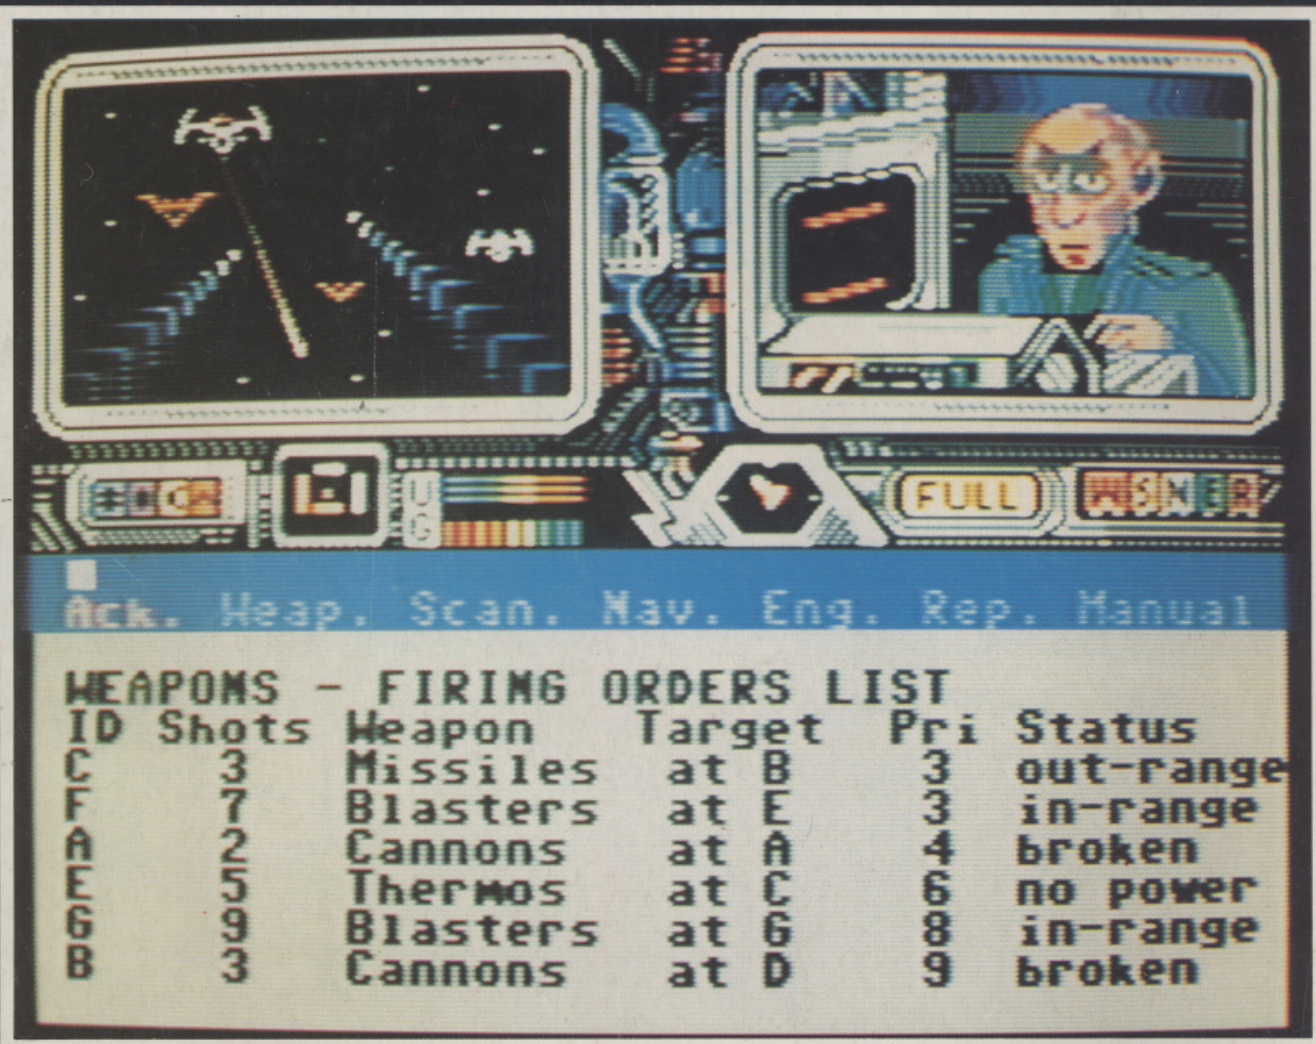 U
G
FULL
WSNER
Ack. Weap. Scan. Nav. Eng. Rep. Manual
WEAPONS - FIRING ORDERS LIST
ID Shots Weapon Target Pri Status
C 3 Missiles at B 3 out-range
F 7 Blasters at E 3 in-range
A 2 Cannons at A 4 broken
E 5 Thermos at C 6 no power
G 9 Blasters at G 8 in-range
B 3 Cannons at D 9 broken